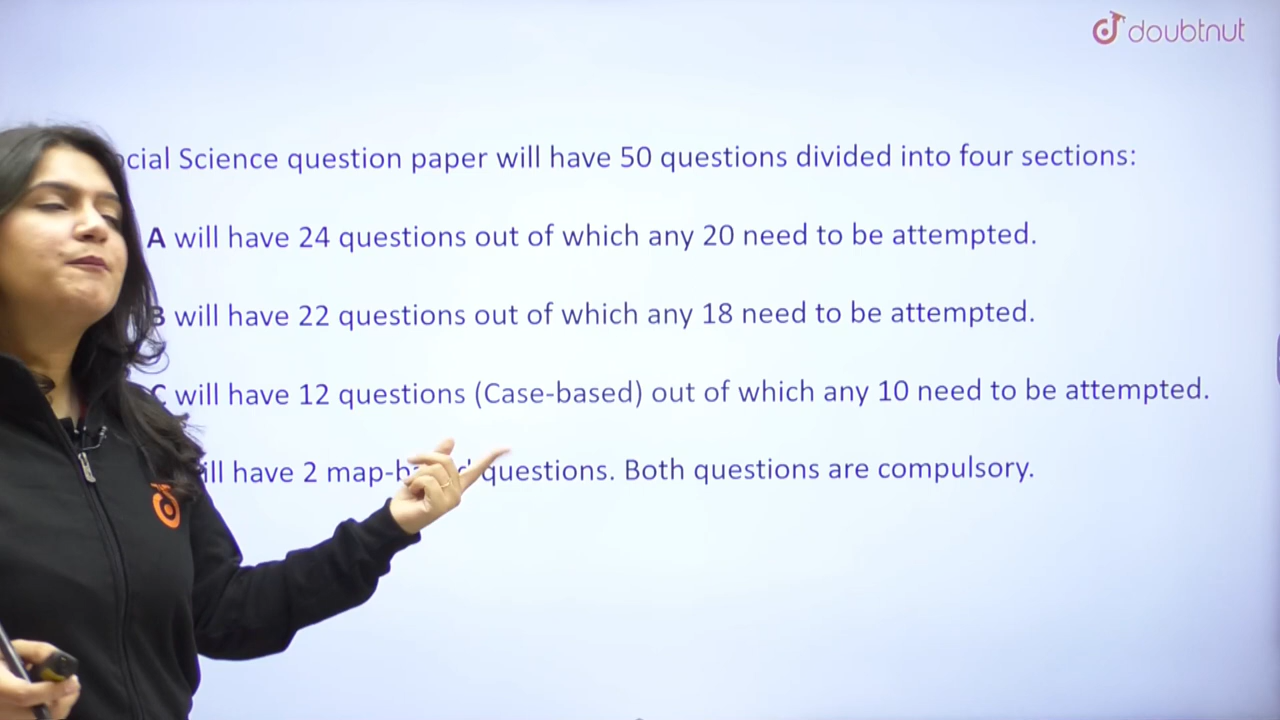 doubtnut
Social Science question paper will have 50 questions divided into four sections:
A will have 24 questions out of which any 20 need to be attempted.
B will have 22 questions out of which any 18 need to be attempted.
C will have 12 questions (Case-based) out of which any 10 need to be attempted.
will have 2 map-based questions. Both questions are compulsory.